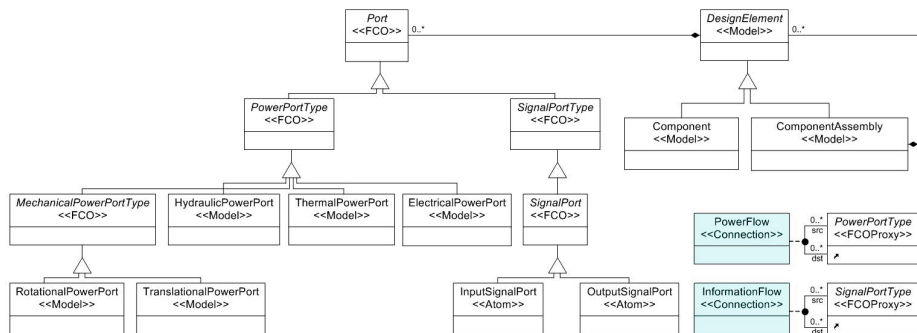 Port
<<FCO>>
0..*
DesignElement
<<Model>>
0..*
PowerPortType
<<FCO>>
SignalPortType
<<FCO>>
Component
<<Model>>
ComponentAssembly
<<Model>>
MechanicalPowerPortType
<<FCO>>
HydraulicPowerPort
<<Model>>
ThermalPowerPort
<<Model>>
ElectricalPowerPort
<<Model>>
SignalPort
<<FCO>>
PowerFlow
<<Connection>>
0..*
src
0..*
dst
PowerPortType
<<FCOProxy>>
RotationalPowerPort
<<Model>>
TranslationalPowerPort
<<Model>>
InputSignalPort
<<Atom>>
OutputSignalPort
<<Atom>>
InformationFlow
<<Connection>>
0..*
src
0..*
dst
SignalPortType
<<FCOProxy>>